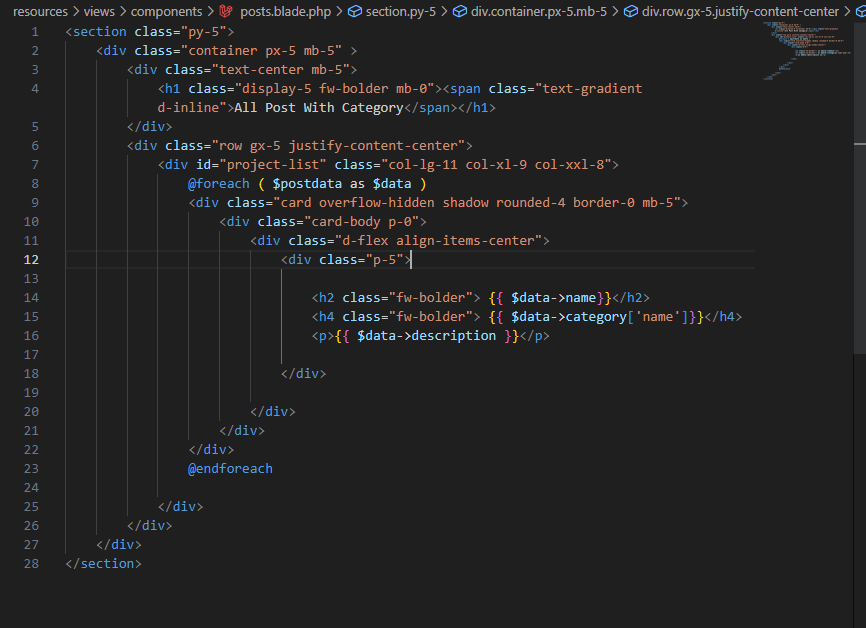 resources > views > components > posts.blade.php > section.py-5 > div.container.px-5.mb-5 > div.row.gx-5.justify-content-center >
1 <section class="py-5">
2 <div class="container px-5 mb-5" >
3 <div class="text-center mb-5">
4 <h1 class="display-5 fw-bolder mb-0"><span class="text-gradient
d-inline">All Post With Category</span></h1>
5 </div>
6 <div class="row gx-5 justify-content-center">
7 <div id="project-list" class="col-lg-11 col-xl-9 col-xxl-8">
8 @foreach ( $postdata as $data )
9 <div class="card overflow-hidden shadow rounded-4 border-0 mb-5">
10 <div class="card-body p-0">
11 <div class="d-flex align-items-center">
12 <div class="p-5">
13
14 <h2 class="fw-bolder"> {{ $data->name}}</h2>
15 <h4 class="fw-bolder"> {{ $data->category['name']}}</h4>
16 <p>{{ $data->description }}</p>
17
18 </div>
19
20 </div>
21 </div>
22 </div>
23 @endforeach
24
25 </div>
26 </div>
27 </div>
28 </section>